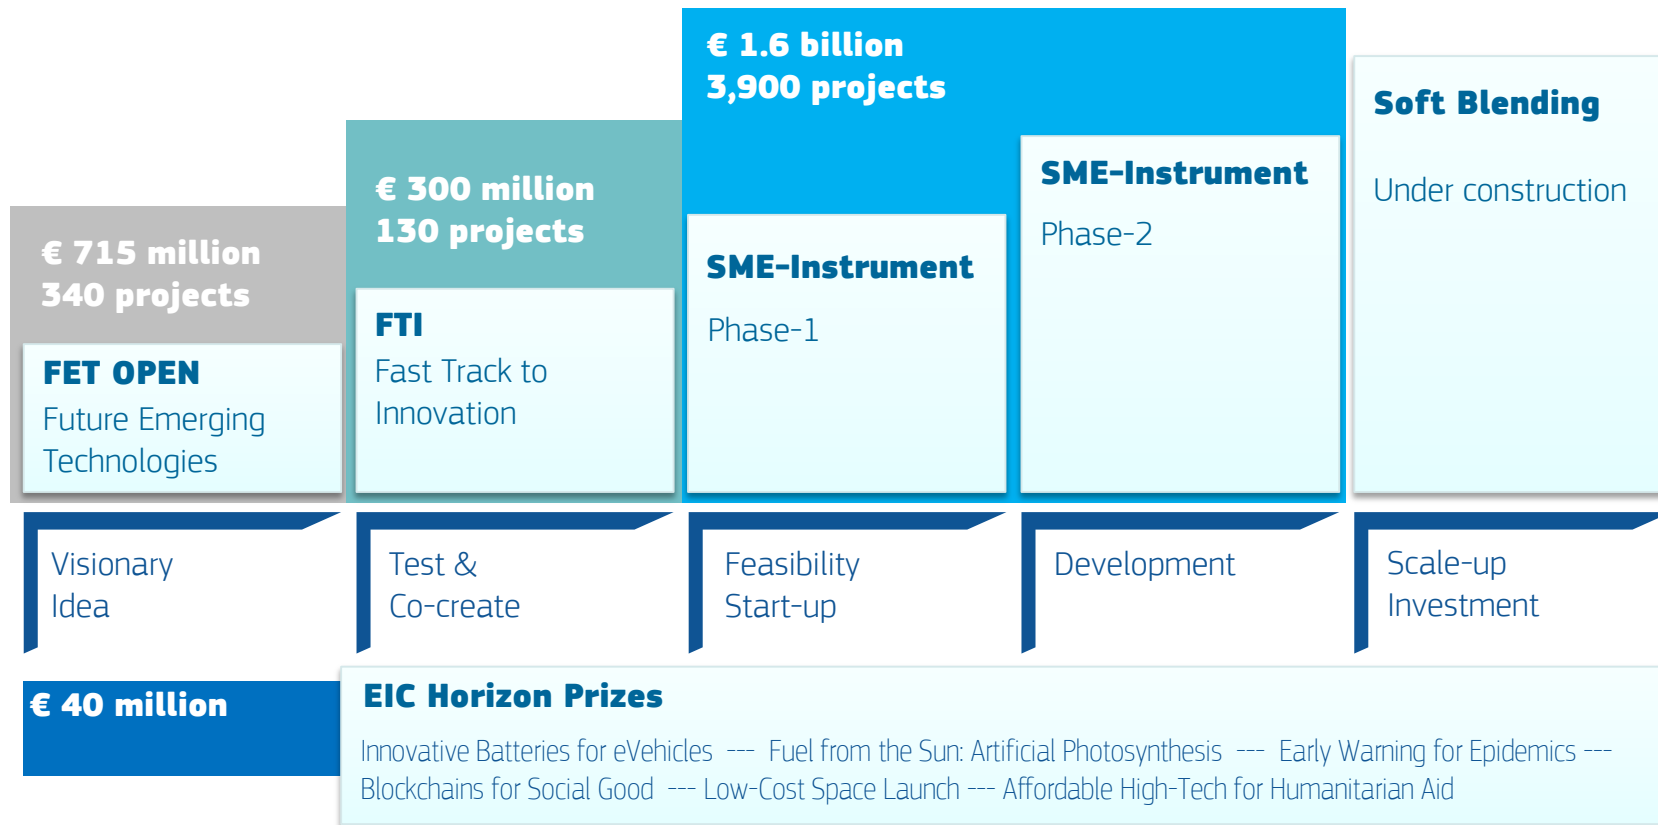 € 715 million
340 projects
FET OPEN
Future Emerging
Technologies
€ 300 million
130 projects
FTI
Fast Track to
Innovation
€ 1.6 billion
3,900 projects
SME-Instrument
Phase-1
SME-Instrument
Phase-2
Soft Blending
Under construction
Visionary
Idea
Test &
Co-create
Feasibility
Start-up
Development
Scale-up
Investment
€ 40 million
EIC Horizon Prizes
Innovative Batteries for eVehicles --- Fuel from the Sun: Artificial Photosynthesis --- Early Warning for Epidemics ---
Blockchains for Social Good --- Low-Cost Space Launch --- Affordable High-Tech for Humanitarian Aid